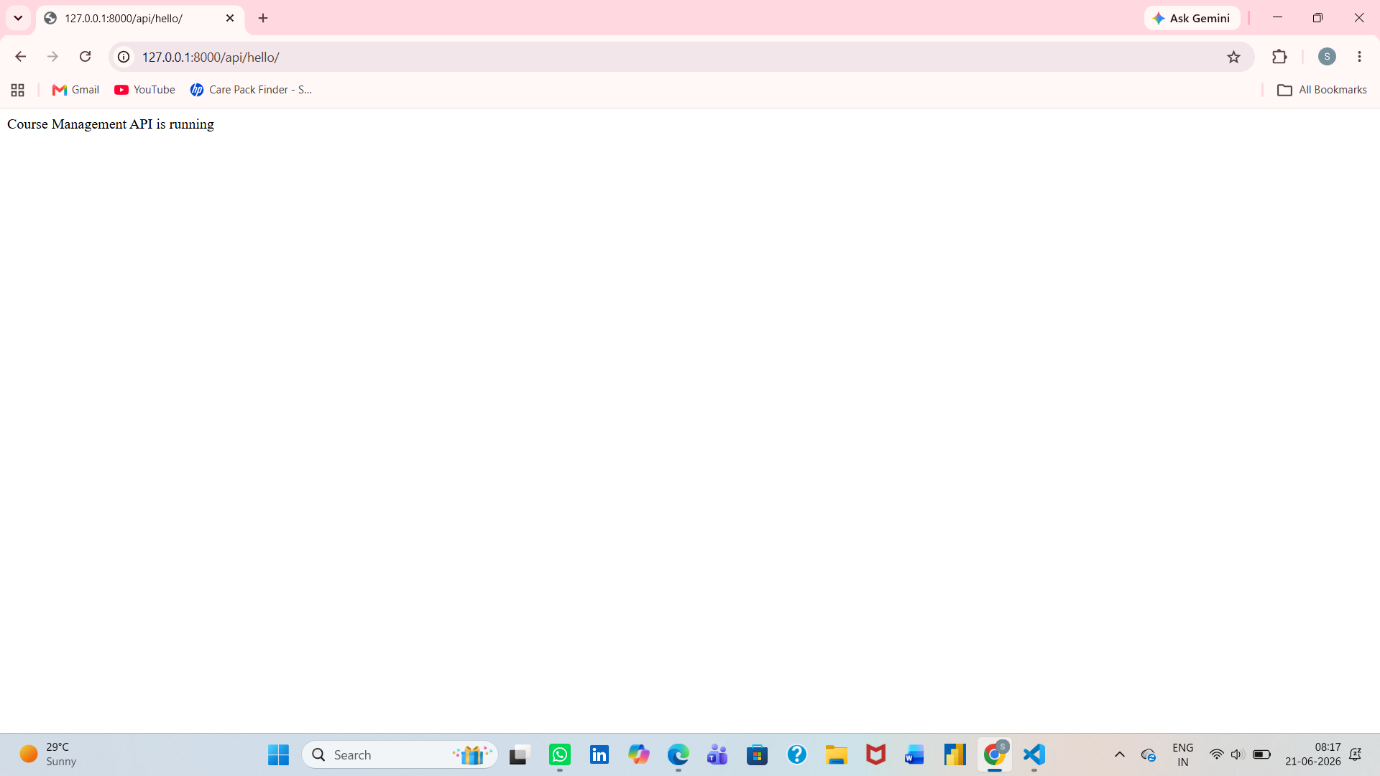 127.0.0.1:8000/api/hello/
Ask Gemini
S
127.0.0.1:8000/api/hello/
Gmail
YouTube
hp
Care Pack Finder - S...
All Bookmarks
Course Management API is running
29°C
Sunny
Search
ENG
IN
08:17
21-06-2026